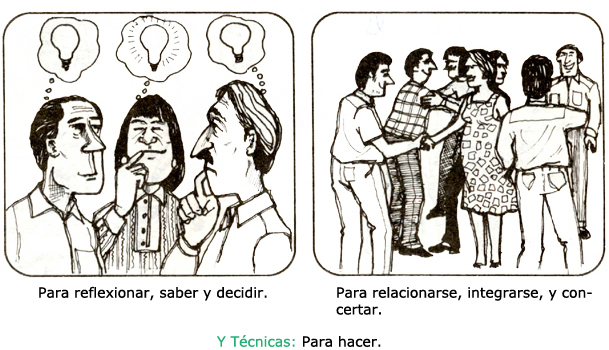 Para reflexionar, saber y decidir.
Para relacionarse, integrarse, y con-
certar.
Y Técnicas: Para hacer.